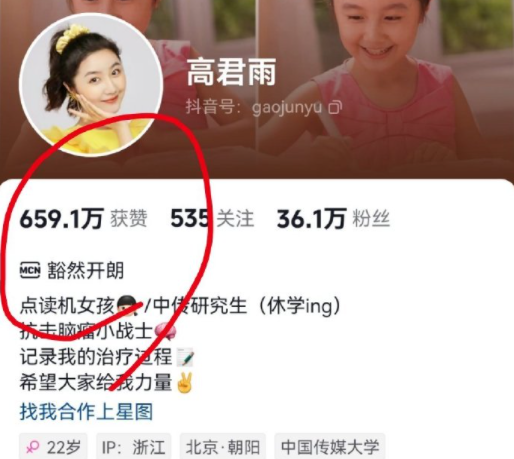 高君雨
抖音号：gaojunyu
659.1万 获赞 535 关注 36.1万 粉丝
MCN 豁然开朗
点读机女孩👧🏻/中传研究生（休学ing）
抗击脑瘤小战士🧠
记录我的治疗过程📝
希望大家给我力量✌️
找我合作上星图
22岁 IP：浙江 北京·朝阳 中国传媒大学